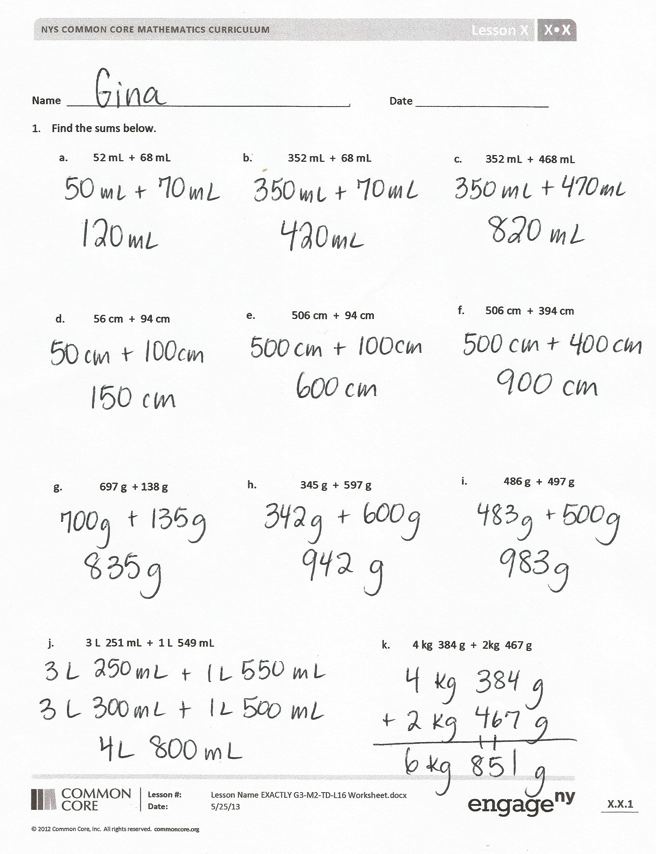 NYS COMMON CORE MATHEMATICS CURRICULUM
Lesson X
X•X
Name Gina
Date
1. Find the sums below.
a. 52 mL + 68 mL
50 mL + 70 mL
120 mL
b. 352 mL + 68 mL
350 mL + 70 mL
420 mL
c. 352 mL + 468 mL
350 mL + 470 mL
820 mL
d. 56 cm + 94 cm
50 cm + 100 cm
150 cm
e. 506 cm + 94 cm
500 cm + 100 cm
600 cm
f. 506 cm + 394 cm
500 cm + 400 cm
900 cm
g. 697 g + 138 g
700g + 135g
835g
h. 345 g + 597 g
342g + 600g
942 g
i. 486 g + 497 g
483g + 500g
983g
j. 3 L 251 mL + 1 L 549 mL
3 L 250 mL + 1 L 550 mL
3 L 300 mL + 1 L 500 mL
4 L 800 mL
k. 4 kg 384 g + 2kg 467 g
4 kg 384 g
+ 2 kg 467 g
1 1
6 kg 851 g
COMMON
CORE
Lesson #:
Date:
Lesson Name EXACTLY G3-M2-TD-L16 Worksheet.docx
5/25/13
engage ny
X.X.1
© 2012 Common Core, Inc. All rights reserved. commoncore.org